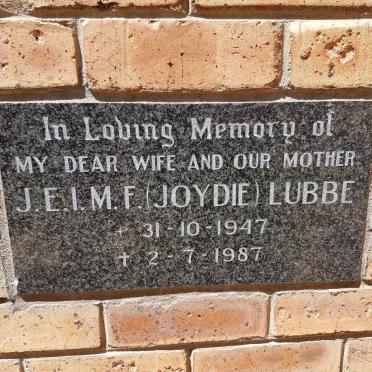 In Loving Memory of
MY DEAR WIFE AND OUR MOTHER
J.E.I.M.F. (JOYDIE) LUBBE
+ 31-10-1947
+ 2-7-1987